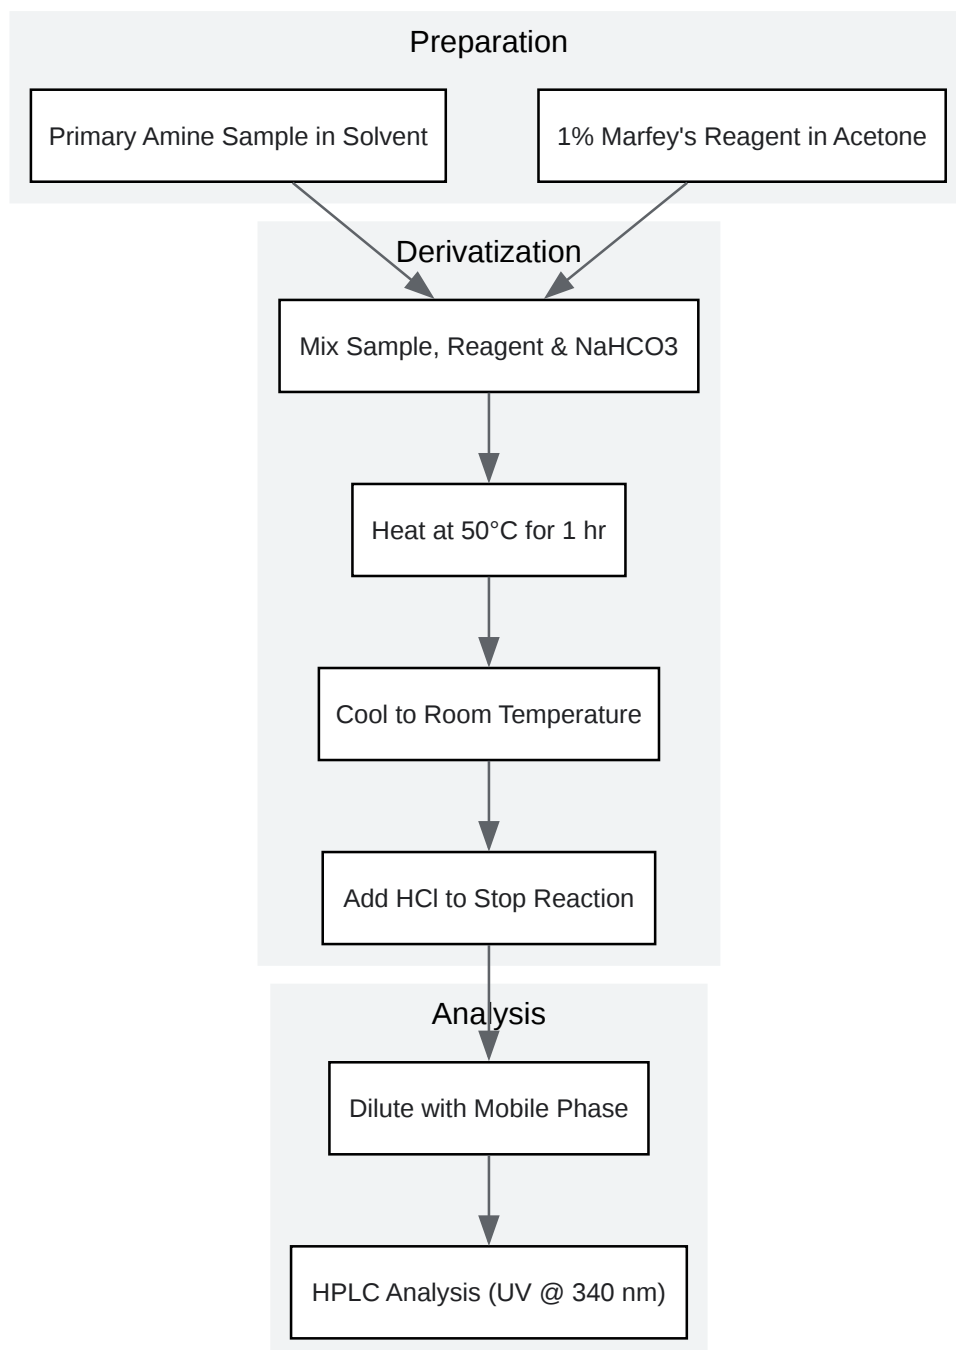 Preparation
Primary Amine Sample in Solvent
1% Marfey's Reagent in Acetone
Derivatization
Mix Sample, Reagent & NaHCO3
Heat at 50°C for 1 hr
Cool to Room Temperature
Add HCl to Stop Reaction
Analysis
Dilute with Mobile Phase
HPLC Analysis (UV @ 340 nm)